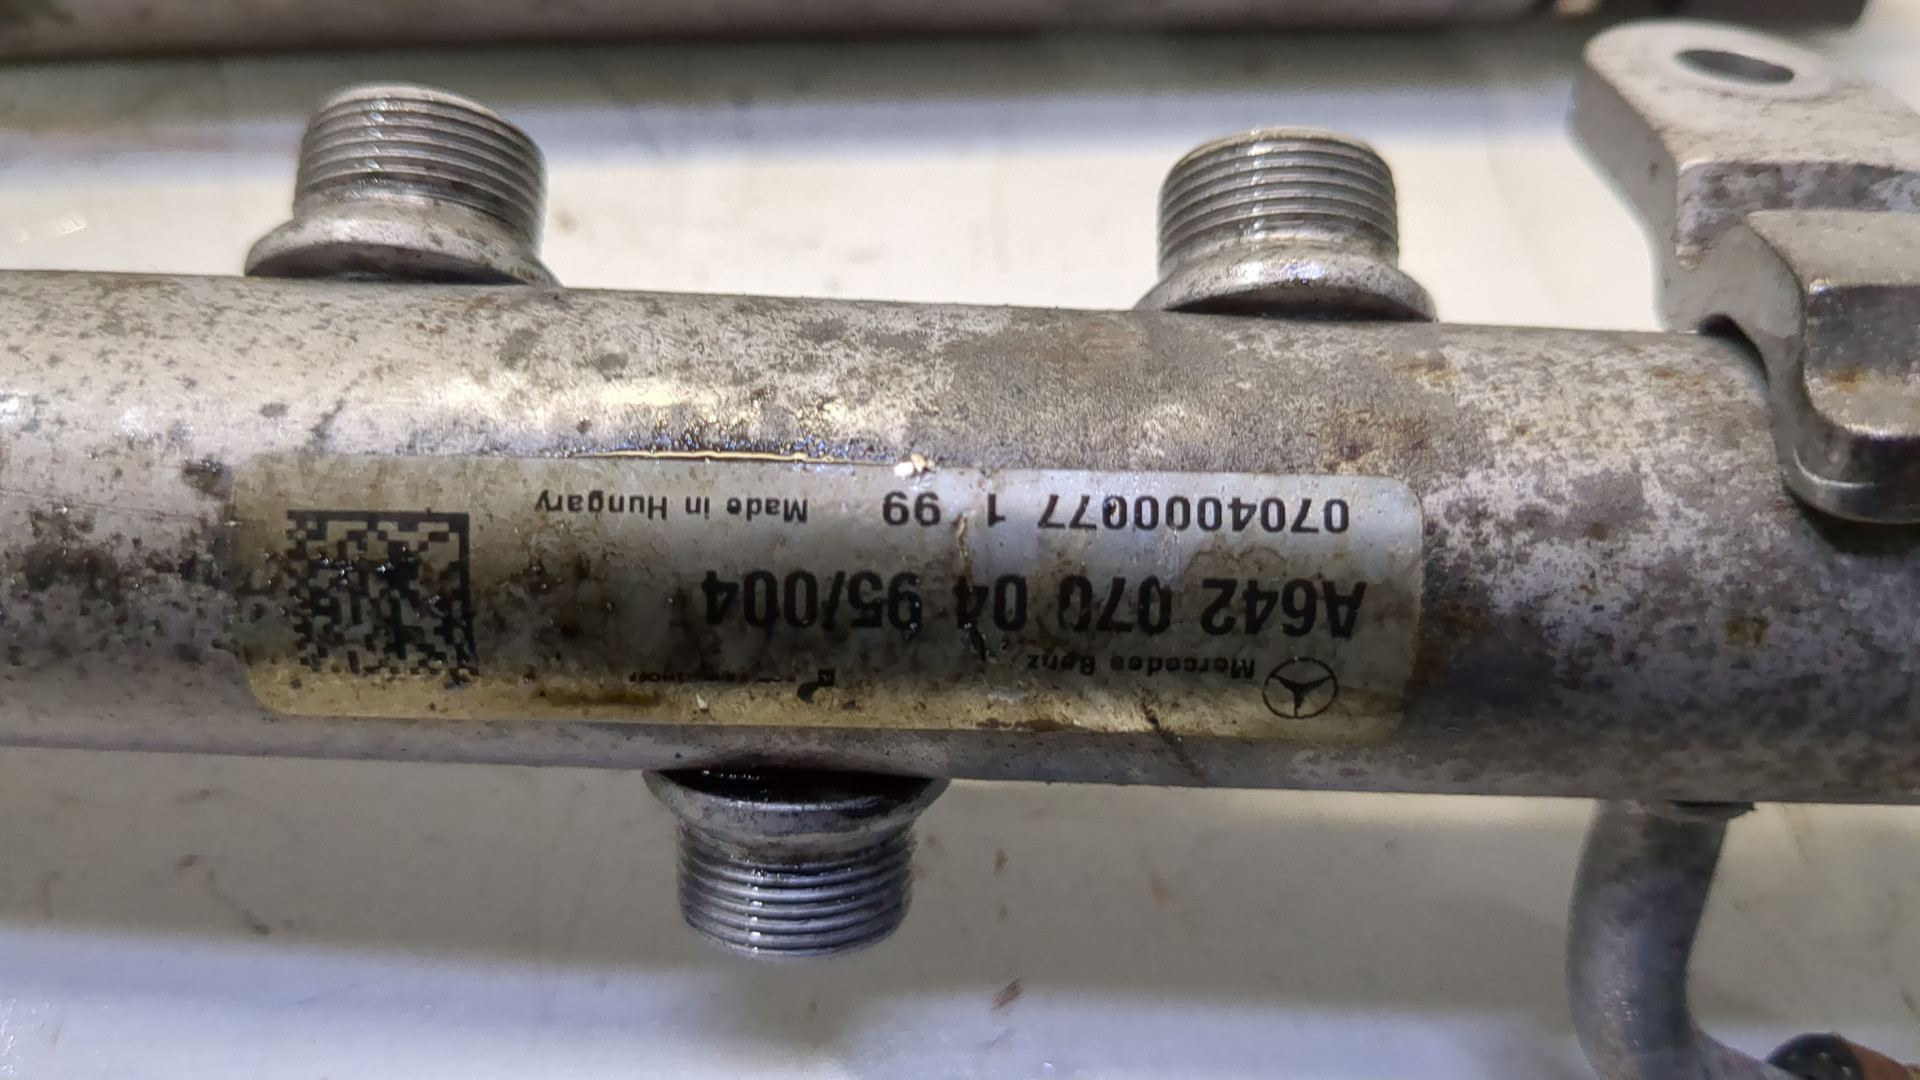 Mercedes Benz
A642 070 04 95/004
0704000077 1 99 Made in Hungary